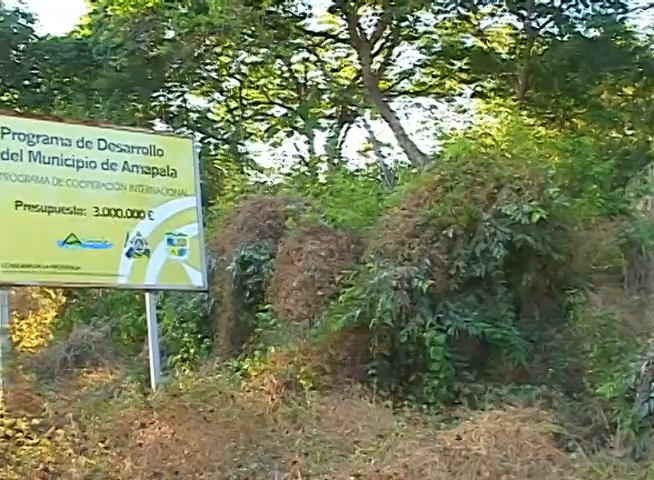 Programa de Desarrollo
del Municipio de Amapala
PROGRAMA DE COOPERACIÓN INTERNACIONAL
Presupuesto: 3.000.000 €